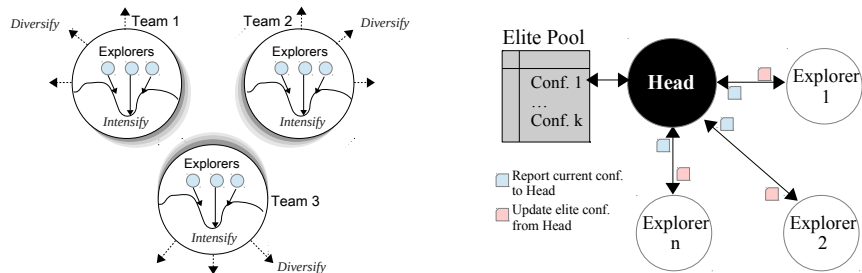 Team 1
Team 2
Diversify
Diversify
Explorers
Explorers
Intensify
Intensify
Explorers
Team 3
Intensify
Diversify
Elite Pool
Conf. 1
...
Conf. k
Head
Explorer
1
Report current conf.
to Head
Update elite conf.
from Head
Explorer
n
Explorer
2